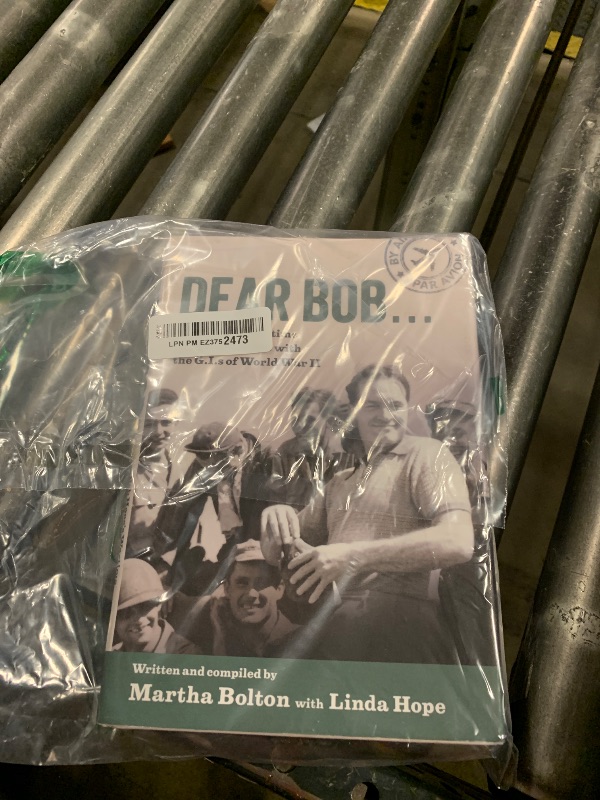 BY A
PAR AVION
DEAR BOB...
LPN PM EZ3752473
with
the G.I.s of World War II
Written and compiled by
Martha Bolton with Linda Hope